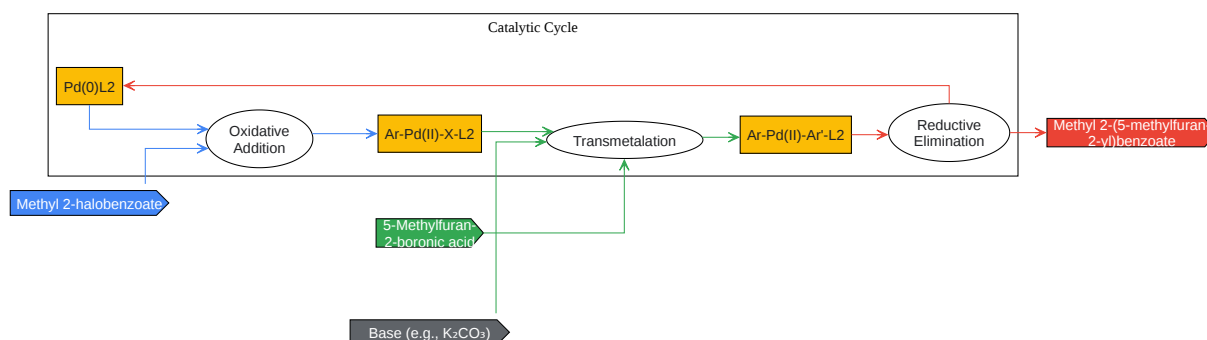 Catalytic Cycle
Pd(0)L2
Oxidative
Addition
Ar-Pd(II)-X-L2
Transmetalation
Ar-Pd(II)-Ar'-L2
Reductive
Elimination
Methyl 2-(5-methylfuran-
2-yl)benzoate
Methyl 2-halobenzoate
5-Methylfuran-
2-boronic acid
Base (e.g., K₂CO₃)